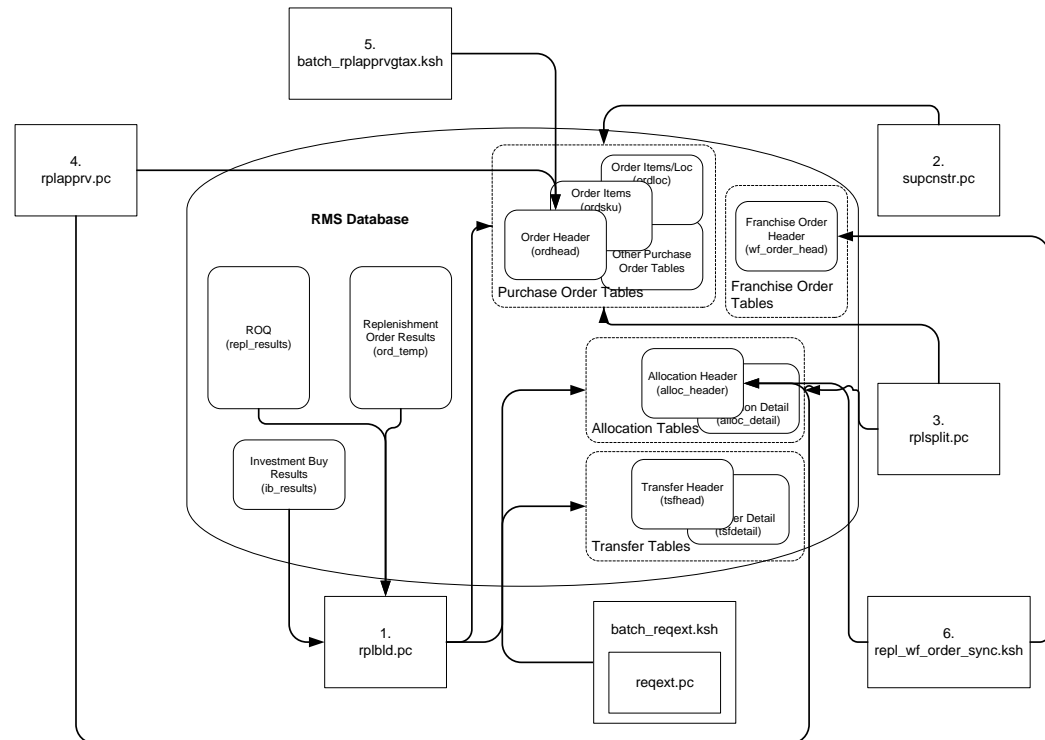 5.
batch_rplapprvgtax.ksh
4.
rplapprv.pc
2.
supcnstr.pc
RMS Database
Order Items/Loc
(ordloc)
Order Items
(ordsku)
Order Header
(ordhead)
Other Purchase
Order Tables
Purchase Order Tables
Franchise Order
Header
(wf_order_head)
Franchise Order
Tables
ROQ
(repl_results)
Replenishment
Order Results
(ord_temp)
Allocation Header
(alloc_header)
Detail
(alloc_detail)
Allocation Tables
3.
rplsplit.pc
Investment Buy
Results
(ib_results)
Transfer Header
(tsfhead)
Detail
(tsfdetail)
Transfer Tables
1.
rplbld.pc
batch_reqext.ksh
reqext.pc
6.
repl_wf_order_sync.ksh